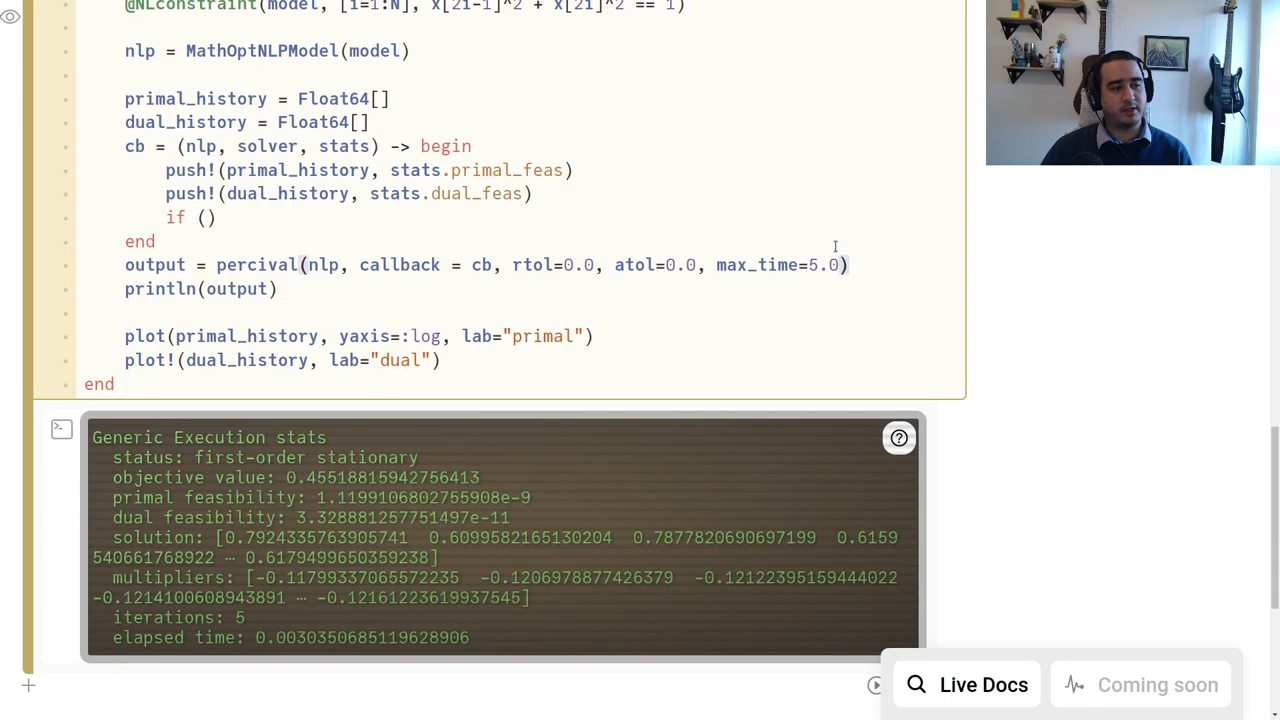 @NLconstraint(model, [i=1:N], x[2i-1]^2 + x[2i]^2 == 1)
nlp = MathOptNLPModel(model)
primal_history = Float64[]
dual_history = Float64[]
cb = (nlp, solver, stats) -> begin
push!(primal_history, stats.primal_feas)
push!(dual_history, stats.dual_feas)
if ()
end
output = percival(nlp, callback = cb, rtol=0.0, atol=0.0, max_time=5.0)
println(output)
plot(primal_history, yaxis=:log, lab="primal")
plot!(dual_history, lab="dual")
end
Generic Execution stats
status: first-order stationary
objective value: 0.45518815942756413
primal feasibility: 1.1199106802755908e-9
dual feasibility: 3.328881257751497e-11
solution: [0.7924335763905741 0.6099582165130204 0.7877820690697199 0.6159
540661768922 ⋯ 0.6179499650359238]
multipliers: [-0.11799337065572235 -0.1206978877426379 -0.12122395159444022
-0.1214100608943891 ⋯ -0.12161223619937545]
iterations: 5
elapsed time: 0.0030350685119628906
Live Docs
Coming soon